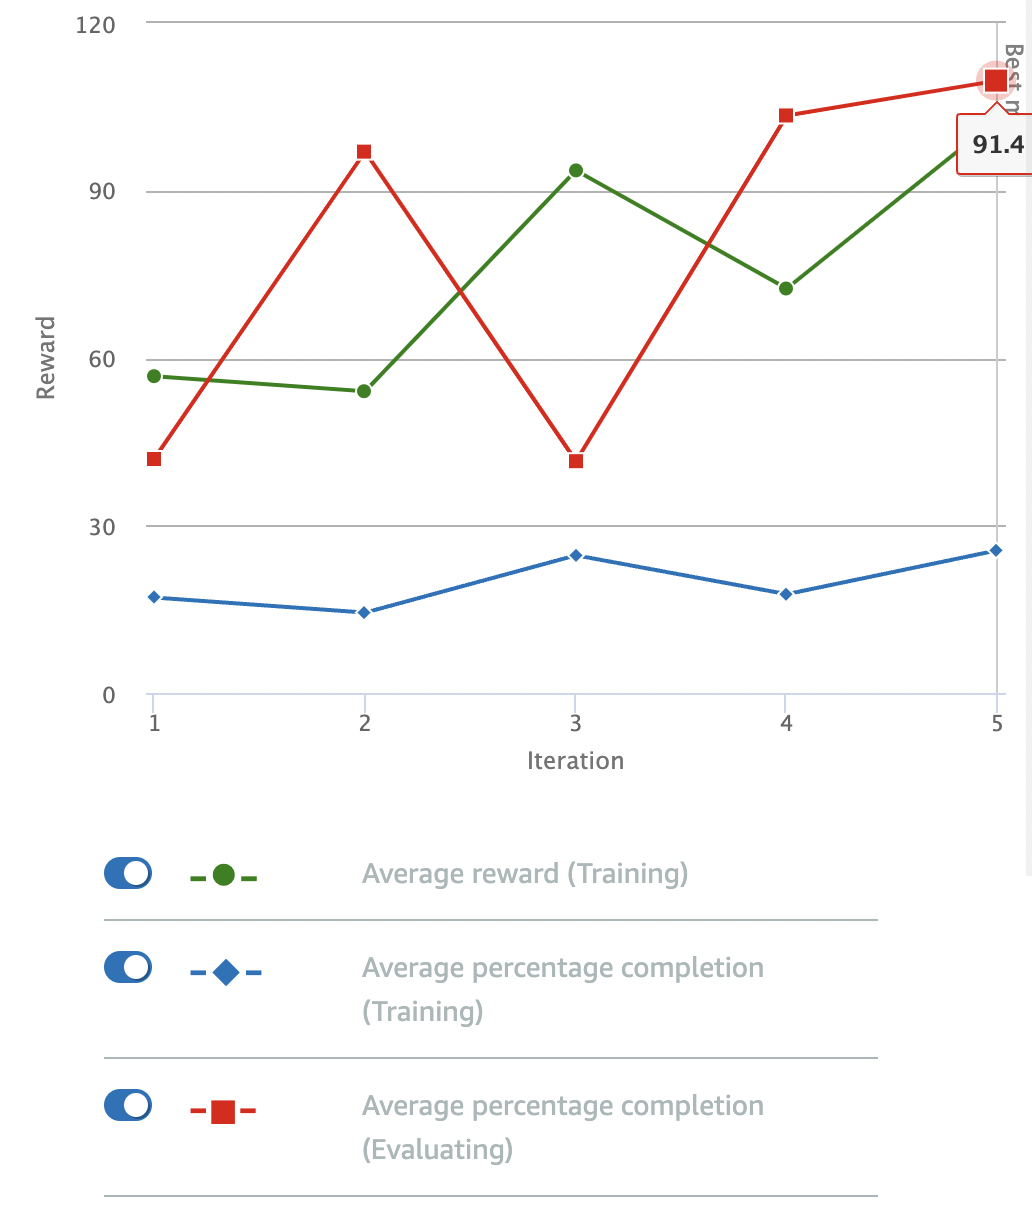 120
Best m
91.4
90
Reward
60
30
0
1 2 3 4 5
Iteration
Average reward (Training)
Average percentage completion
(Training)
Average percentage completion
(Evaluating)